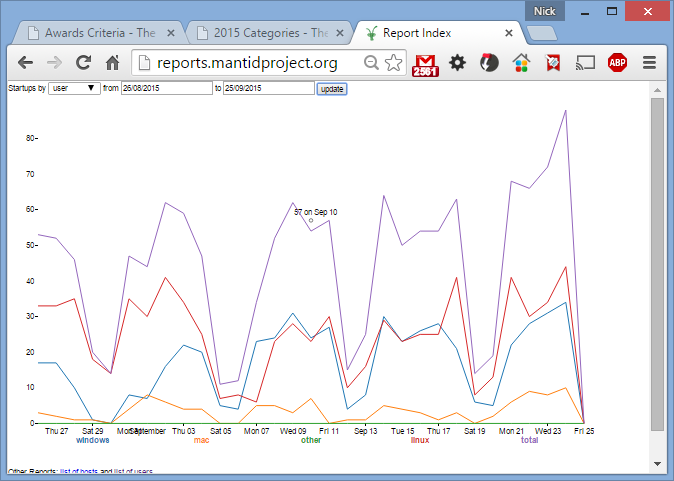 Nick
Awards Criteria - The
2015 Categories - The
Report Index
reports.mantidproject.org
2561
ABP
Startups by user from 26/08/2015 to 25/09/2015 update
80
70
60
57 on Sep 10
50
40
30
20
10
0
Thu 27 Sat 29 September Thu 03 Sat 05 Mon 07 Wed 09 Fri 11 Sep 13 Tue 15 Thu 17 Sat 19 Mon 21 Wed 23 Fri 25
windows mac other linux total
Other Reports: list of hosts and list of users